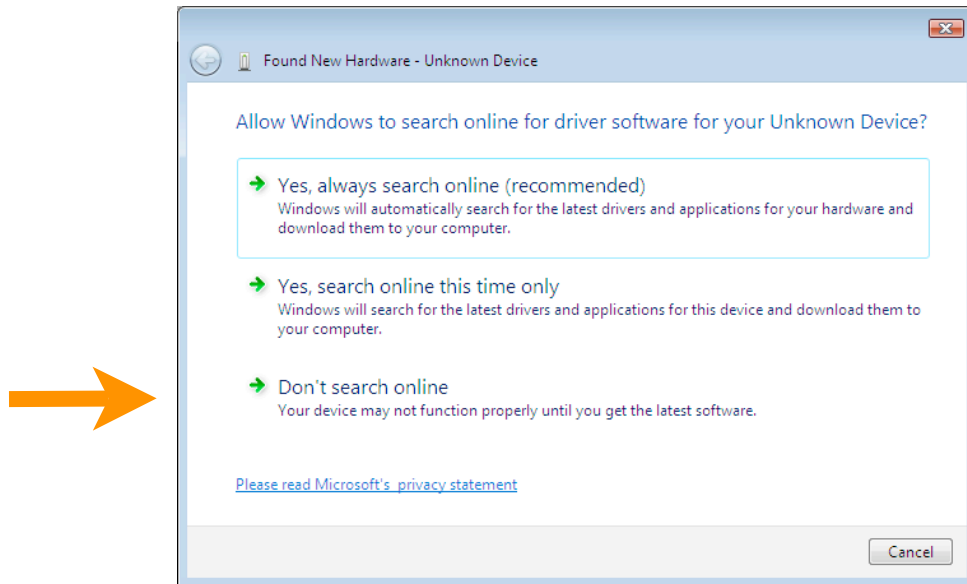 Found New Hardware - Unknown Device
Allow Windows to search online for driver software for your Unknown Device?
Yes, always search online (recommended)
Windows will automatically search for the latest drivers and applications for your hardware and
download them to your computer.
Yes, search online this time only
Windows will search for the latest drivers and applications for this device and download them to
your computer.
Don't search online
Your device may not function properly until you get the latest software.
Please read Microsoft's privacy statement
Cancel